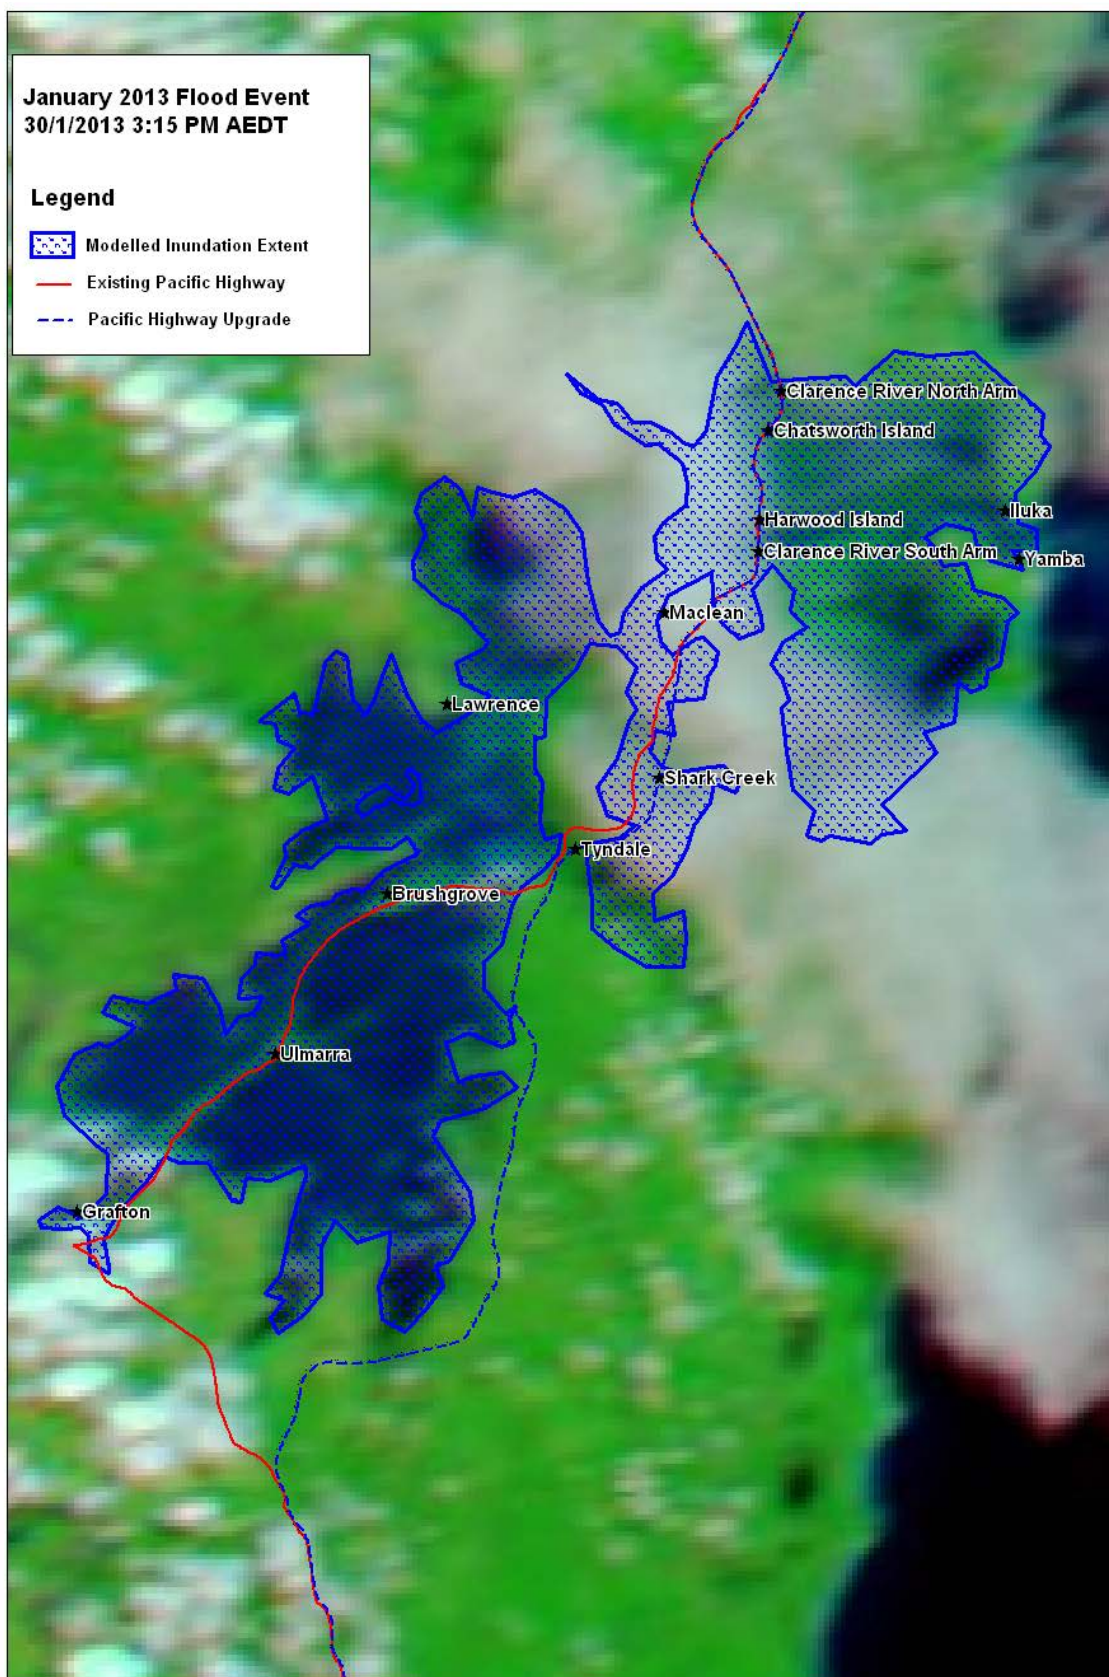 January 2013 Flood Event
30/1/2013 3:15 PM AEDT
Legend
Modelled Inundation Extent
Existing Pacific Highway
Pacific Highway Upgrade
Clarence River North Arm
Chatsworth Island
Iluka
Harwood Island
Clarence River South Arm
Yamba
Maclean
Lawrence
Shark Creek
Tyndale
Brushgrove
Ulmarra
Grafton